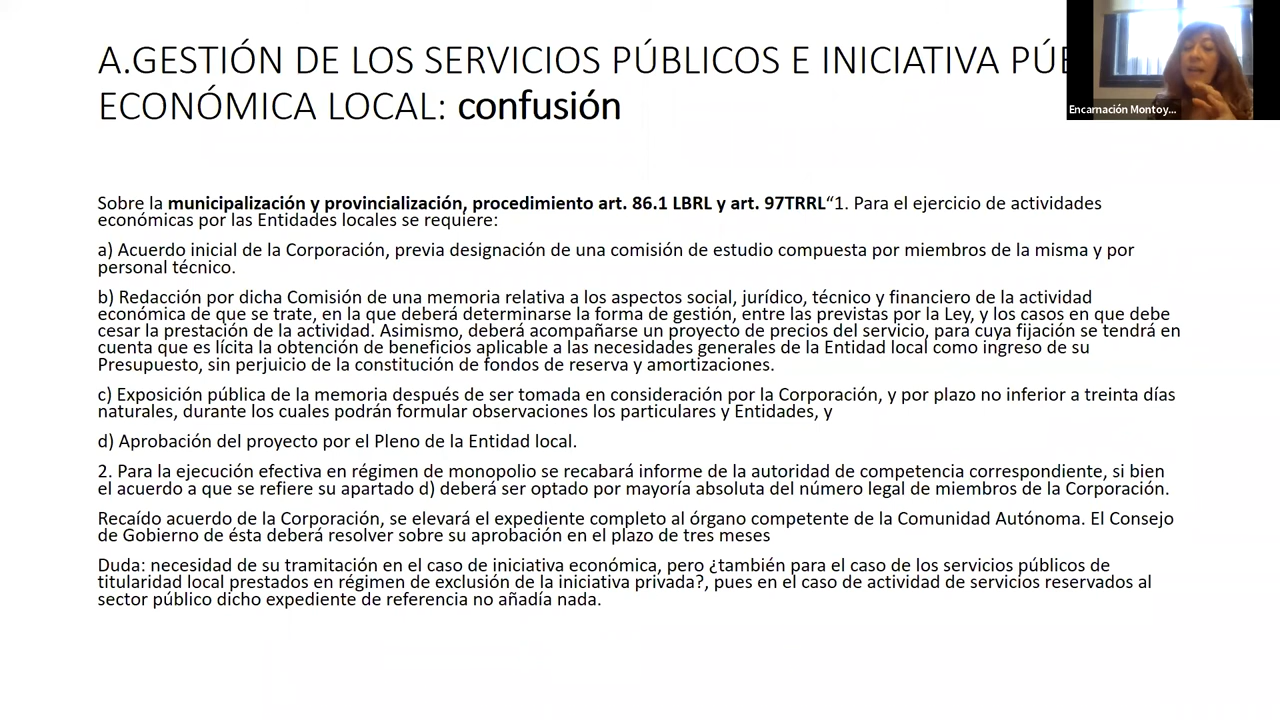 A.GESTIÓN DE LOS SERVICIOS PÚBLICOS E INICIATIVA
ECONÓMICA LOCAL: confusión
Encarnación Montoy...
Sobre la municipalización y provincialización, procedimiento art. 86.1 LBRL y art. 97TRRL“1. Para el ejercicio de actividades
económicas por las Entidades locales se requiere:
a) Acuerdo inicial de la Corporación, previa designación de una comisión de estudio compuesta por miembros de la misma y por
personal técnico.
b) Redacción por dicha Comisión de una memoria relativa a los aspectos social, jurídico, técnico y financiero de la actividad
económica de que se trate, en la que deberá determinarse la forma de gestión, entre las previstas por la Ley, y los casos en que debe
cesar la prestación de la actividad. Asimismo, deberá acompañarse un proyecto de precios del servicio, para cuya fijación se tendrá en
cuenta que es lícita la obtención de beneficios aplicable a las necesidades generales de la Entidad local como ingreso de su
Presupuesto, sin perjuicio de la constitución de fondos de reserva y amortizaciones.
c) Exposición pública de la memoria después de ser tomada en consideración por la Corporación, y por plazo no inferior a treinta días
naturales, durante los cuales podrán formular observaciones los particulares y Entidades, y
d) Aprobación del proyecto por el Pleno de la Entidad local.
2. Para la ejecución efectiva en régimen de monopolio se recabará informe de la autoridad de competencia correspondiente, si bien
el acuerdo a que se refiere su apartado d) deberá ser optado por mayoría absoluta del número legal de miembros de la Corporación.
Recaído acuerdo de la Corporación, se elevará el expediente completo al órgano competente de la Comunidad Autónoma. El Consejo
de Gobierno de ésta deberá resolver sobre su aprobación en el plazo de tres meses
Duda: necesidad de su tramitación en el caso de iniciativa económica, pero ¿también para el caso de los servicios públicos de
titularidad local prestados en régimen de exclusión de la iniciativa privada?, pues en el caso de actividad de servicios reservados al
sector público dicho expediente de referencia no añadía nada.